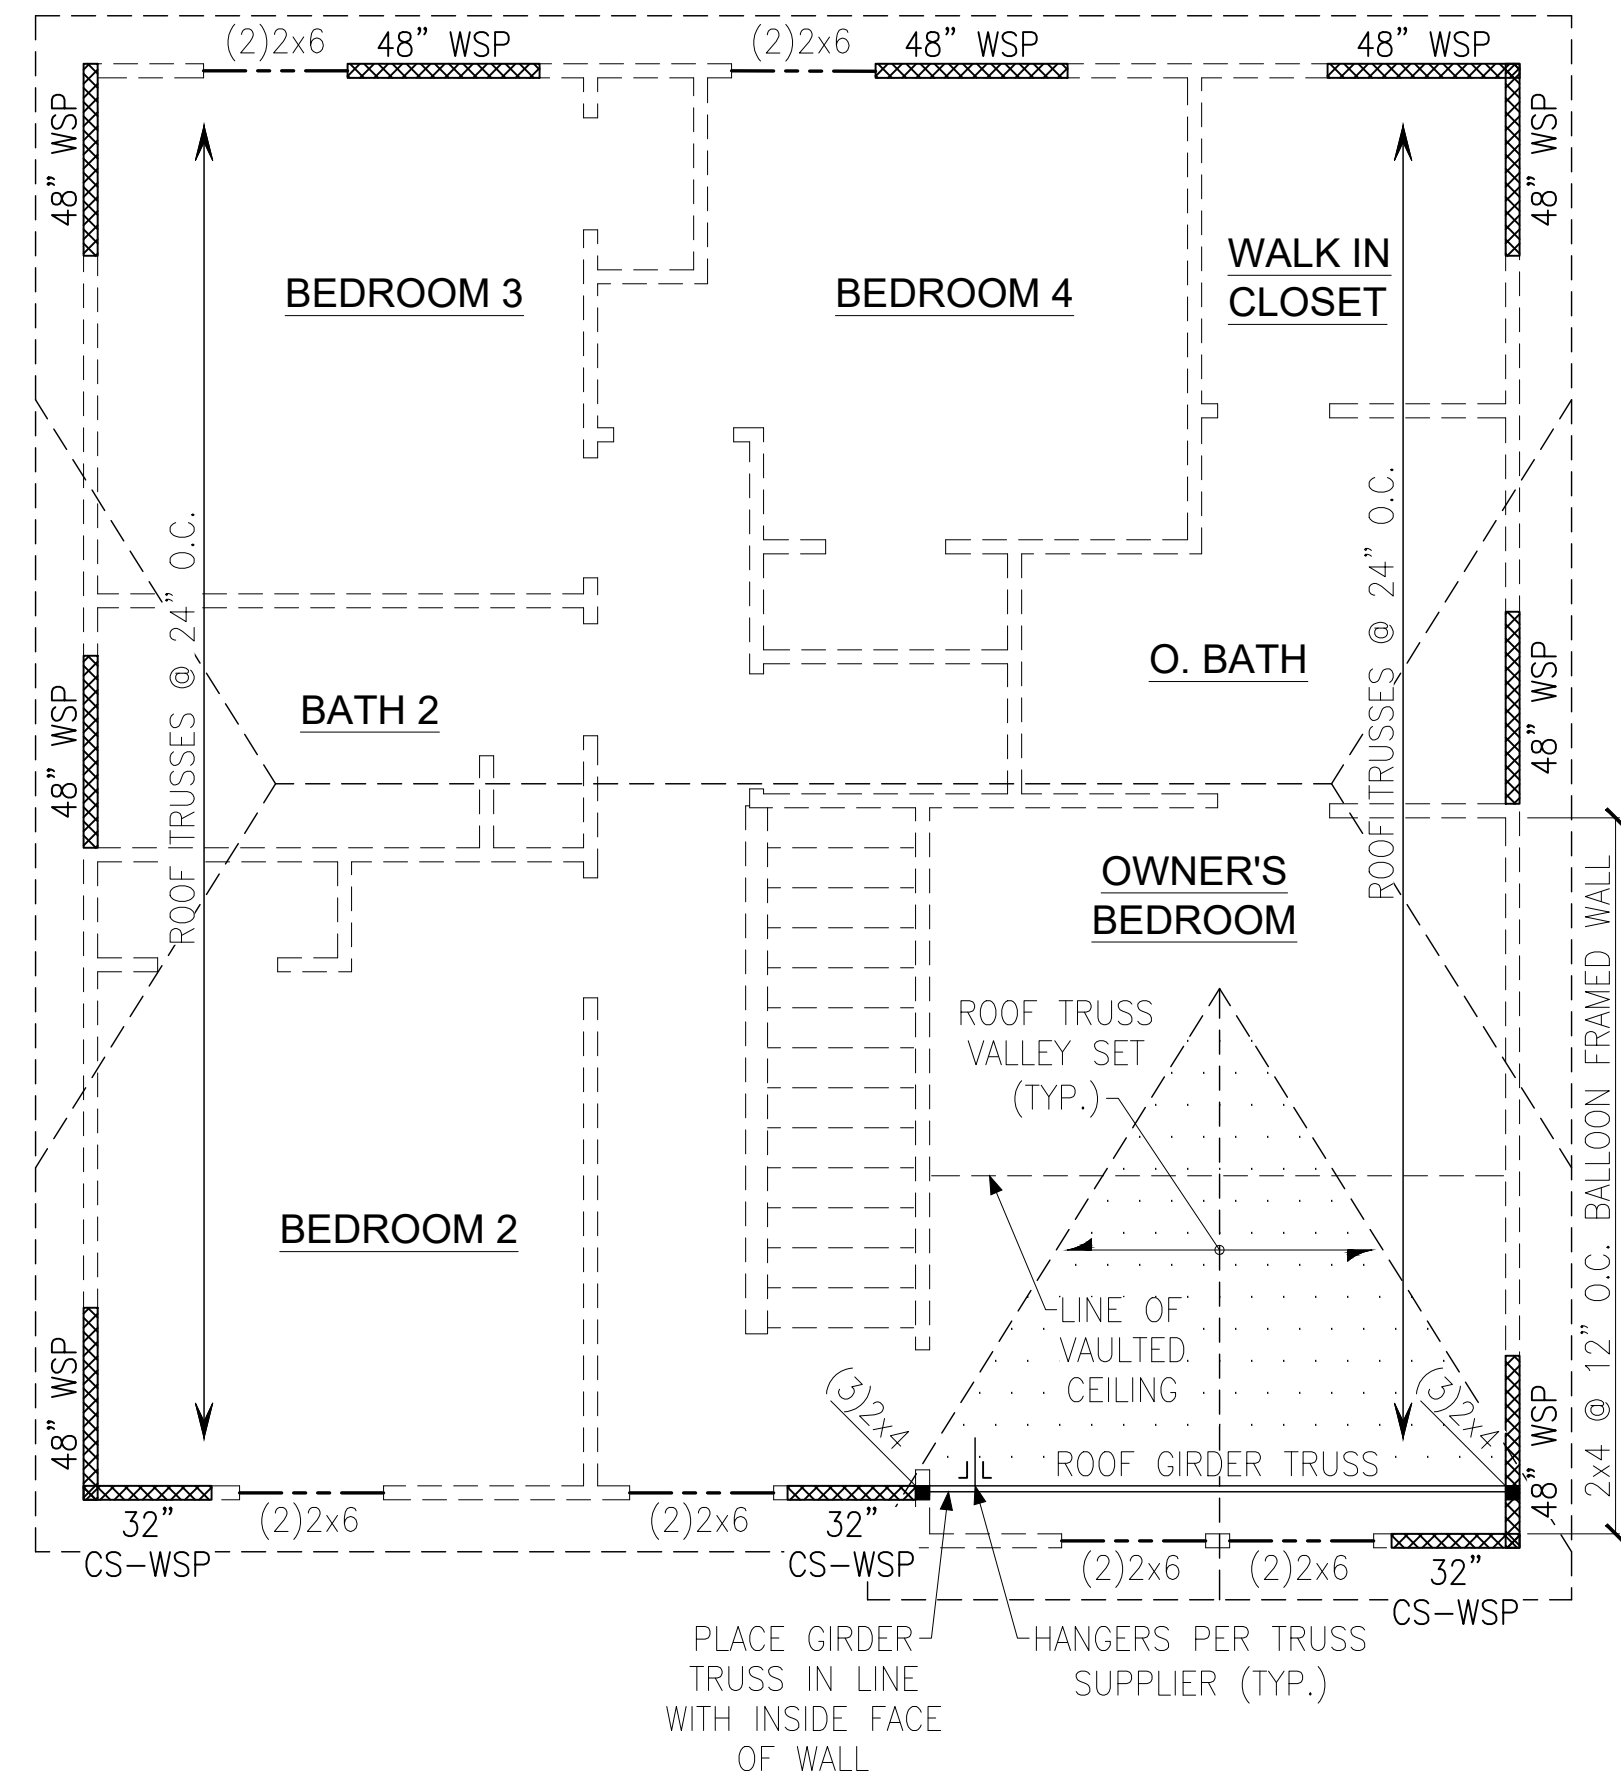 (2)2x6
48" WSP
(2)2x6
48" WSP
48" WSP
48" WSP
48" WSP
BEDROOM 3
BEDROOM 4
WALK IN
CLOSET
ROOF TRUSSES @ 24" O.C.
ROOF TRUSSES @ 24" O.C.
48" WSP
BATH 2
O. BATH
48" WSP
OWNER'S
BEDROOM
ROOF TRUSS
VALLEY SET
(TYP.)
2x4 @ 12" O.C. BALLOON FRAMED WALL
BEDROOM 2
LINE OF
VAULTED
CEILING
48" WSP
(3)2x4
(3)2x4
48" WSP
ROOF GIRDER TRUSS
32"
CS-WSP
(2)2x6
(2)2x6
32"
CS-WSP
(2)2x6
(2)2x6
32"
CS-WSP
PLACE GIRDER
TRUSS IN LINE
WITH INSIDE FACE
OF WALL
HANGERS PER TRUSS
SUPPLIER (TYP.)